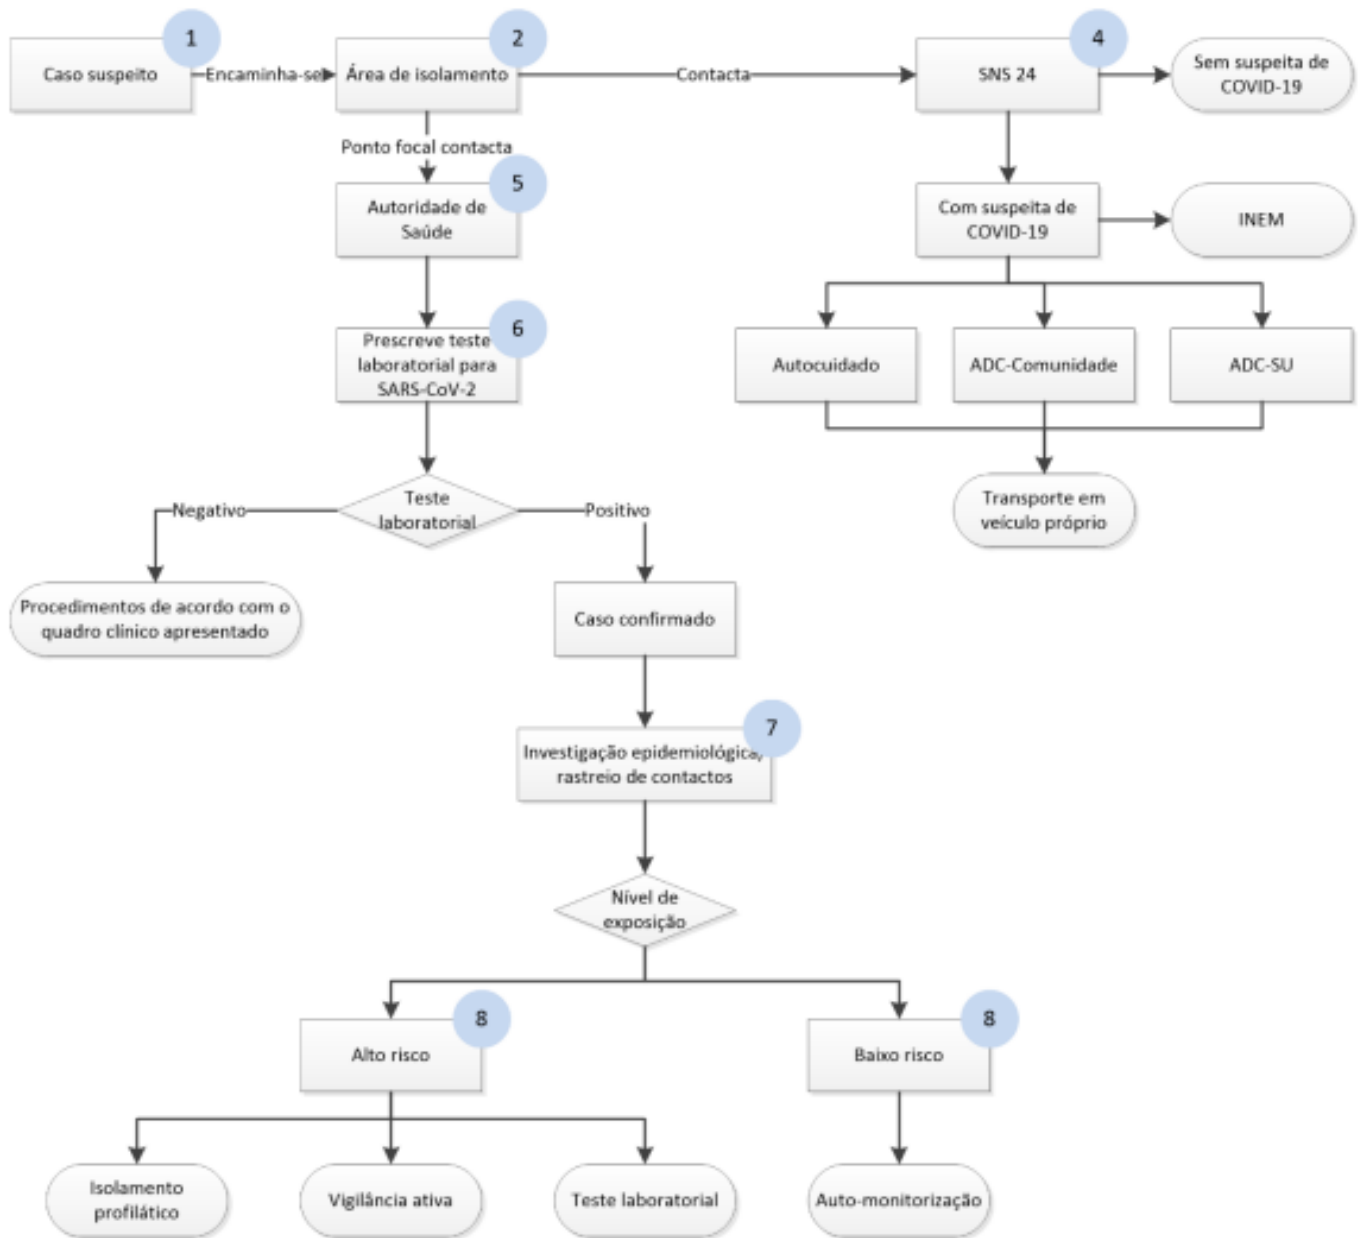 1
2
4
Caso suspeito
Encaminha-se
Área de isolamento
Contacta
SNS 24
Sem suspeita de
COVID-19
Ponto focal contacta
5
Autoridade de
Saúde
Com suspeita de
COVID-19
INEM
6
Prescreve teste
laboratorial para
SARS-CoV-2
Autocuidado
ADC-Comunidade
ADC-SU
Negativo
Teste
laboratorial
Positivo
Transporte em
veículo próprio
Procedimentos de acordo com o
quadro clínico apresentado
Caso confirmado
7
Investigação epidemiológica/
rastreio de contactos
Nível de
exposição
8
8
Alto risco
Baixo risco
Isolamento
profilático
Vigilância ativa
Teste laboratorial
Auto-monitorização